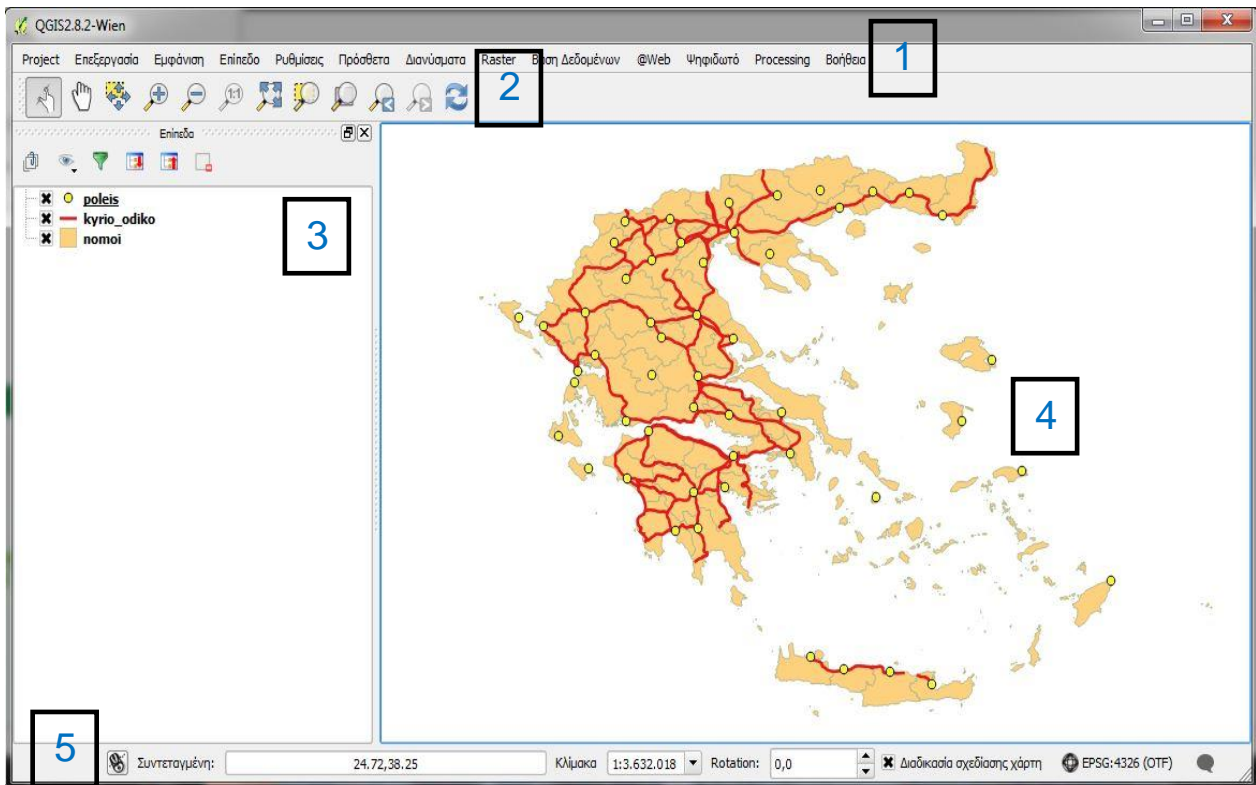 QGIS2.8.2-Wien
Project Επεξεργασία Εμφάνιση Επίπεδο Ρυθμίσεις Πρόσθετα Διανύσματα Raster Βάση Δεδομένων @Web Ψηφιδωτό Processing Βοήθεια
1
2
Επίπεδα
poleis
kyrio_odiko
nomoi
3
4
5
Συντεταγμένη: 24.72,38.25 Κλίμακα 1:3.632.018 Rotation: 0,0 Διαδικασία σχεδίασης χάρτη EPSG:4326 (OTF)